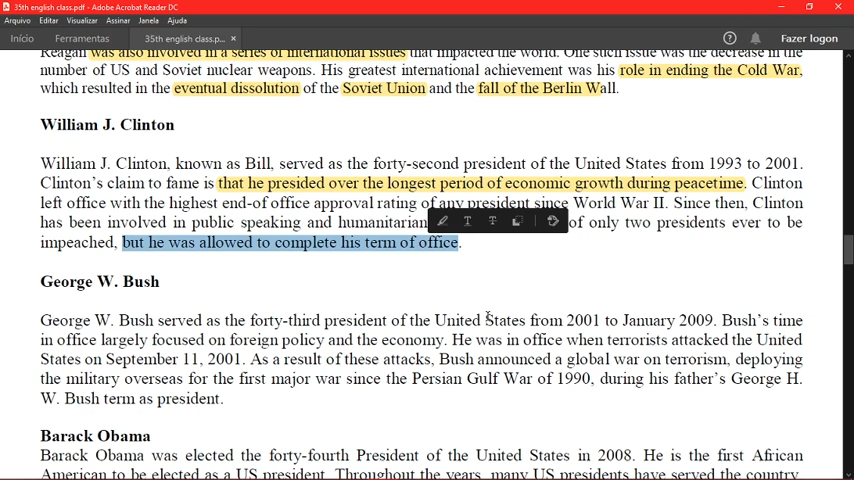 35th english class.pdf - Adobe Acrobat Reader DC
Arquivo Editar Visualizar Assinar Janela Ajuda
Início Ferramentas 35th english class.p... × Fazer logon
Reagan was also involved in a series of international issues that impacted the world. One such issue was the decrease in the
number of US and Soviet nuclear weapons. His greatest international achievement was his role in ending the Cold War,
which resulted in the eventual dissolution of the Soviet Union and the fall of the Berlin Wall.
William J. Clinton
William J. Clinton, known as Bill, served as the forty-second president of the United States from 1993 to 2001.
Clinton's claim to fame is that he presided over the longest period of economic growth during peacetime. Clinton
left office with the highest end-of office approval rating of any president since World War II. Since then, Clinton
has been involved in public speaking and humanitarian of only two presidents ever to be
impeached, but he was allowed to complete his term of office.
George W. Bush
George W. Bush served as the forty-third president of the United States from 2001 to January 2009. Bush's time
in office largely focused on foreign policy and the economy. He was in office when terrorists attacked the United
States on September 11, 2001. As a result of these attacks, Bush announced a global war on terrorism, deploying
the military overseas for the first major war since the Persian Gulf War of 1990, during his father's George H.
W. Bush term as president.
Barack Obama
Barack Obama was elected the forty-fourth President of the United States in 2008. He is the first African
American to be elected as a US president. Throughout the years, many US presidents have served the country,